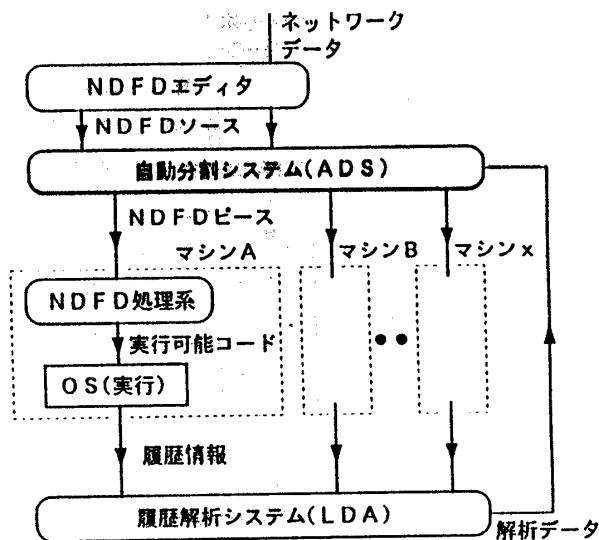 ネットワーク
データ
NDFDエディタ
NDFDソース
自動分割システム(ADS)
NDFDピース
マシンA
マシンB
マシンx
NDFD処理系
実行可能コード
OS(実行)
履歴情報
履歴解析システム(LDA)
解析データ